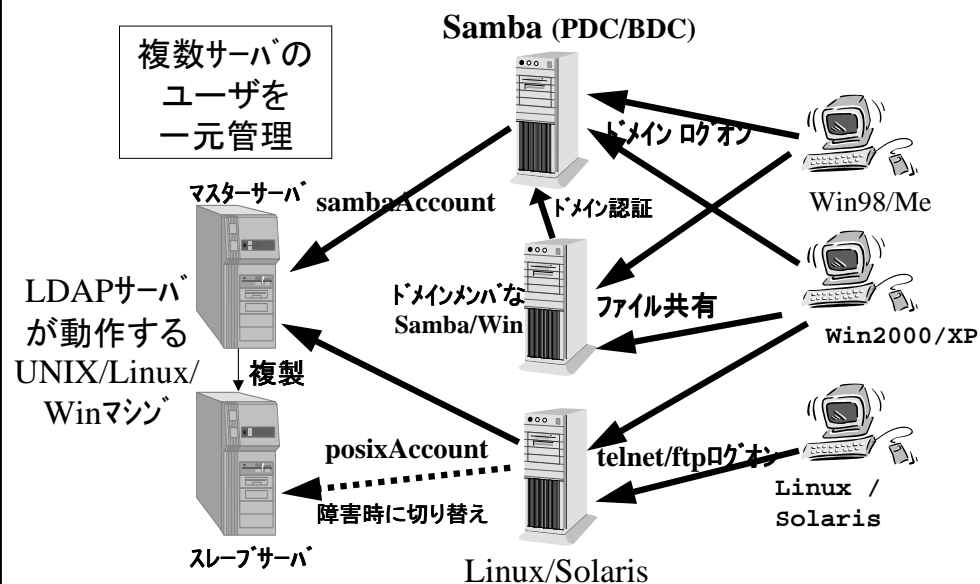 Samba (PDC/BDC)
複数サーバの
ユーザを
一元管理
ドメイン ログオン
マスターサーバ
sambaAccount
ドメイン認証
Win98/Me
LDAPサーバ
が動作する
UNIX/Linux/
Winマシン
ドメインメンバな
Samba/Win
ファイル共有
Win2000/XP
複製
posixAccount
telnet/ftpログオン
障害時に切り替え
Linux /
Solaris
スレーブサーバ
Linux/Solaris